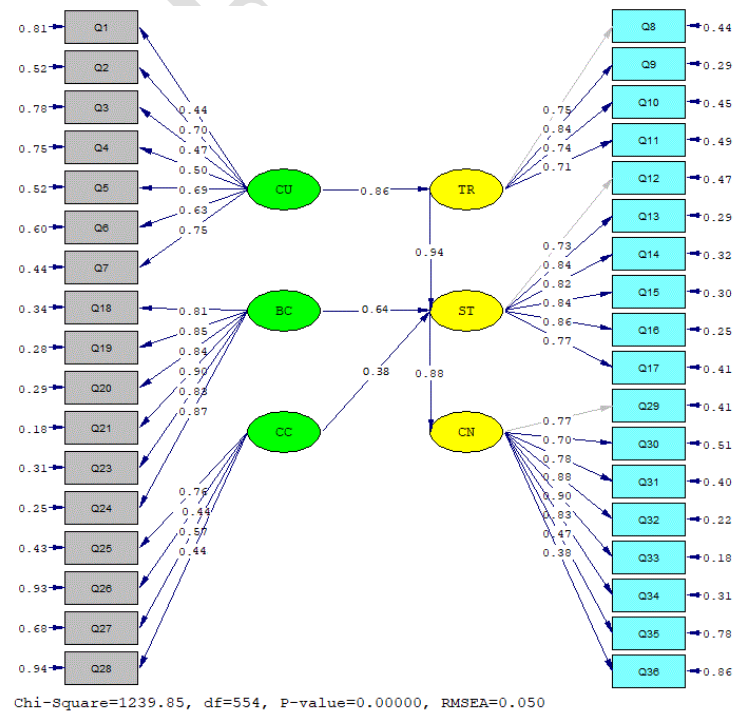 0.81 Q1
0.52 Q2
0.78 Q3
0.75 Q4
0.52 Q5
0.60 Q6
0.44 Q7
0.34 Q18
0.28 Q19
0.29 Q20
0.18 Q21
0.31 Q23
0.25 Q24
0.43 Q25
0.93 Q26
0.68 Q27
0.94 Q28
0.44
0.70
0.47
0.50
0.69
0.63
0.75
0.81
0.85
0.84
0.90
0.83
0.87
0.76
0.44
0.57
0.44
CU 0.86 TR
0.94
BC 0.64 ST
0.38 0.88
CC CN
0.75
0.84
0.74
0.71
0.73
0.84
0.82
0.84
0.86
0.77
0.77
0.70
0.78
0.88
0.90
0.83
0.47
0.38
Q8 0.44
Q9 0.29
Q10 0.45
Q11 0.49
Q12 0.47
Q13 0.29
Q14 0.32
Q15 0.30
Q16 0.25
Q17 0.41
Q29 0.41
Q30 0.51
Q31 0.40
Q32 0.22
Q33 0.18
Q34 0.31
Q35 0.78
Q36 0.86
Chi-Square=1239.85, df=554, P-value=0.00000, RMSEA=0.050